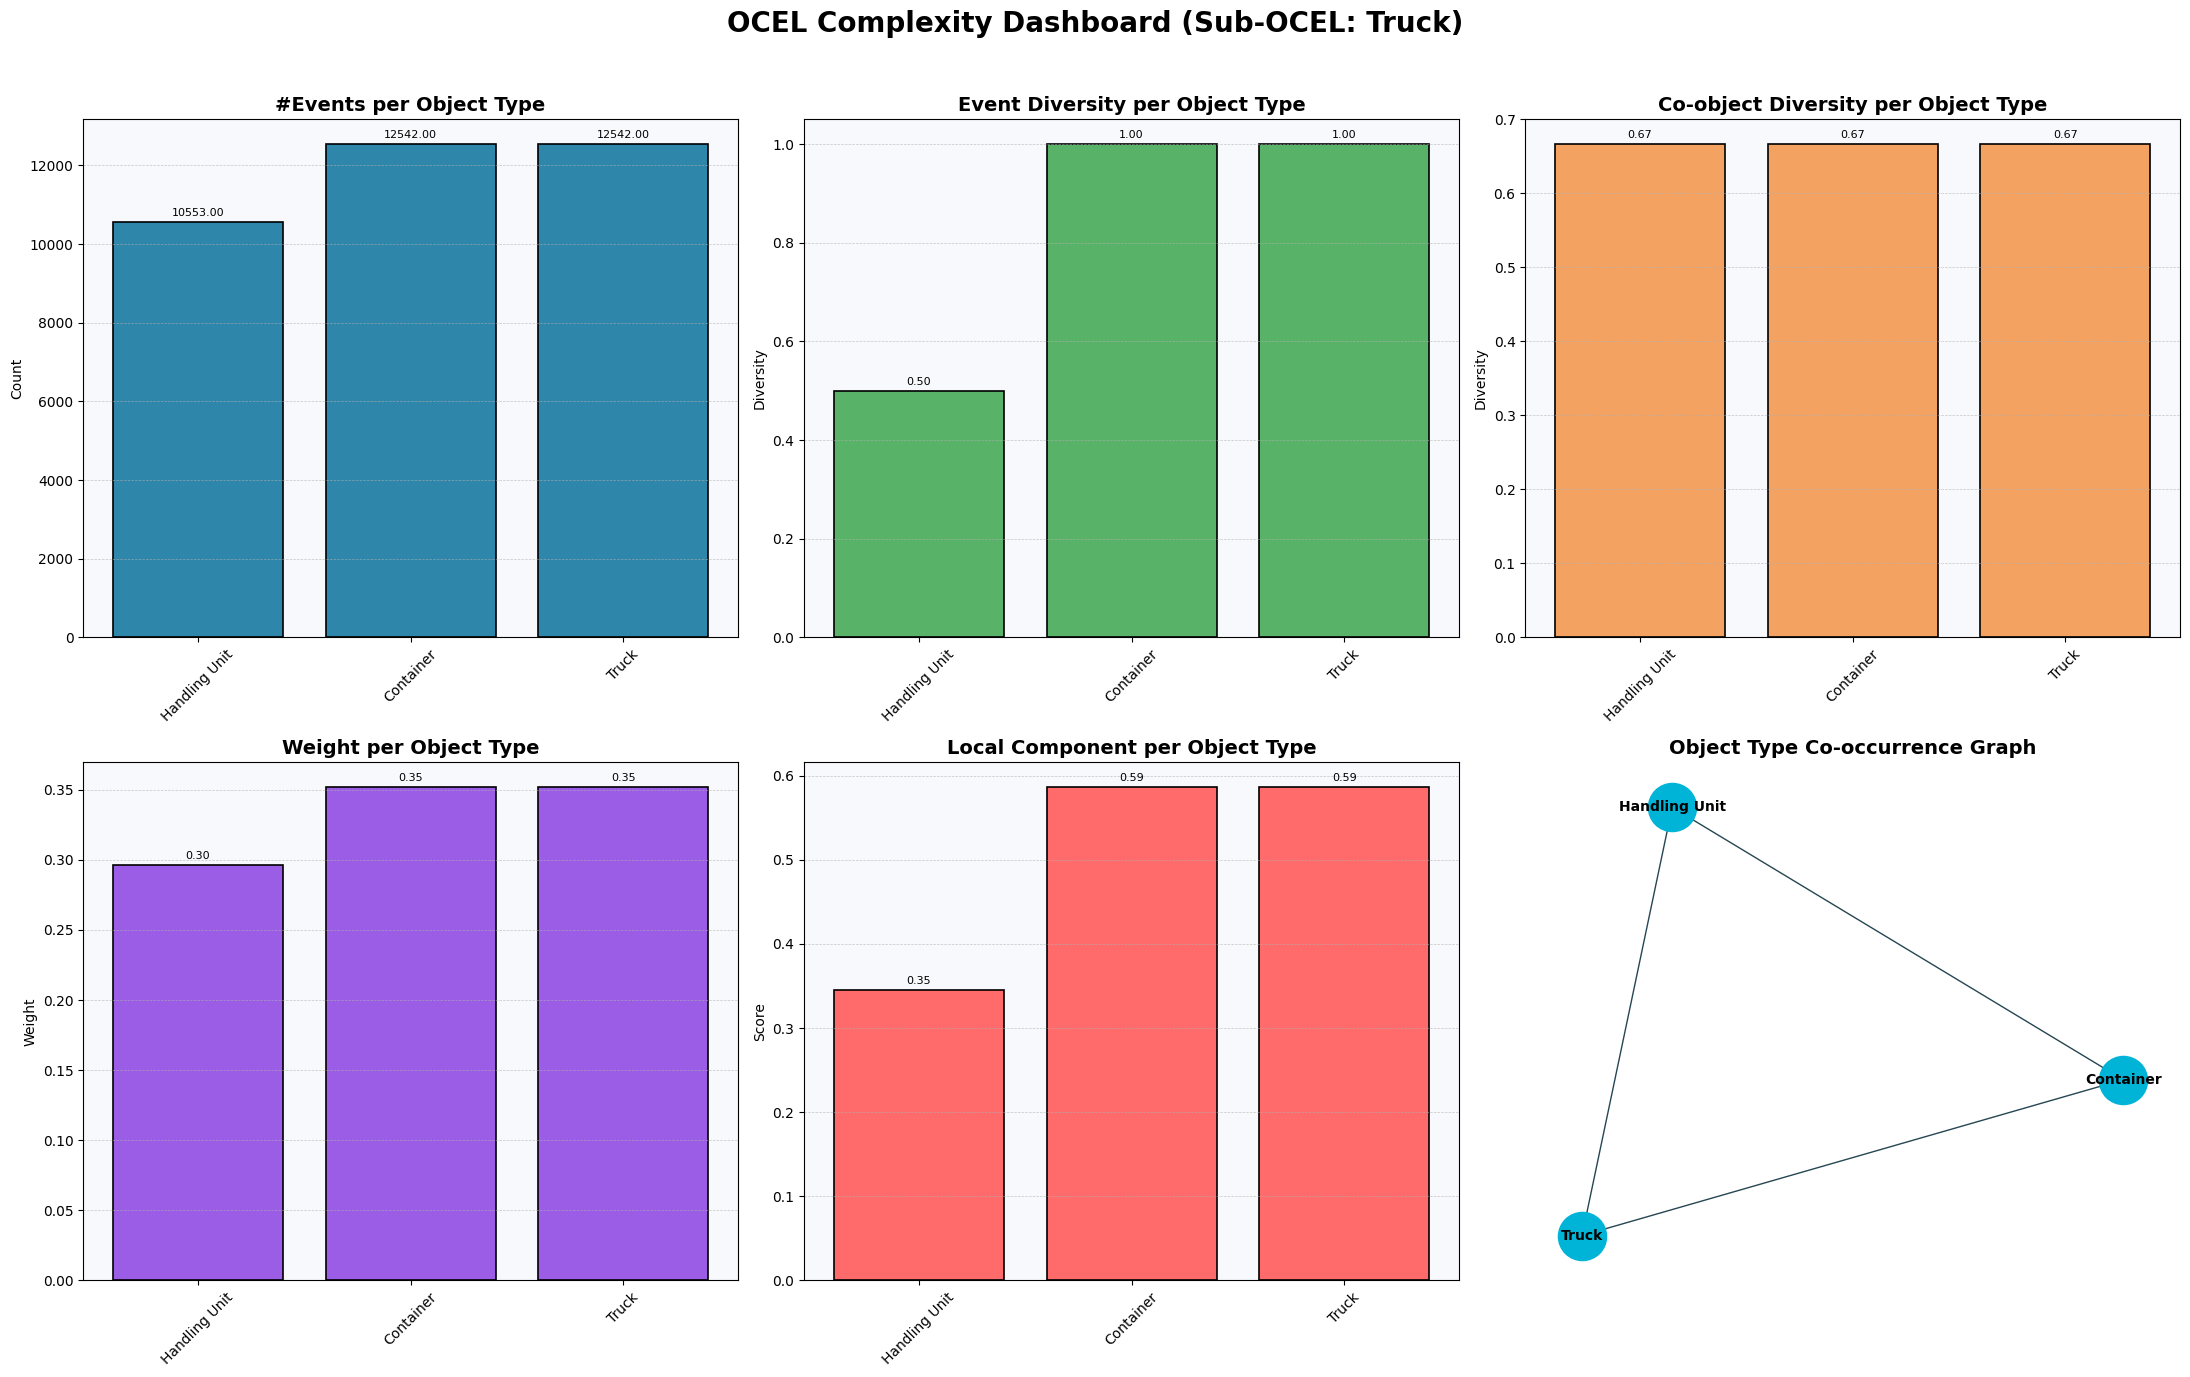 OCEL Complexity Dashboard (Sub-OCEL: Truck)
#Events per Object Type
Count
0
2000
4000
6000
8000
10000
12000
10553.00
12542.00
12542.00
Handling Unit
Container
Truck
Event Diversity per Object Type
Diversity
0.0
0.2
0.4
0.6
0.8
1.0
0.50
1.00
1.00
Handling Unit
Container
Truck
Co-object Diversity per Object Type
Diversity
0.0
0.1
0.2
0.3
0.4
0.5
0.6
0.7
0.67
0.67
0.67
Handling Unit
Container
Truck
Weight per Object Type
Weight
0.00
0.05
0.10
0.15
0.20
0.25
0.30
0.35
0.30
0.35
0.35
Handling Unit
Container
Truck
Local Component per Object Type
Score
0.0
0.1
0.2
0.3
0.4
0.5
0.6
0.35
0.59
0.59
Handling Unit
Container
Truck
Object Type Co-occurrence Graph
Handling Unit
Container
Truck